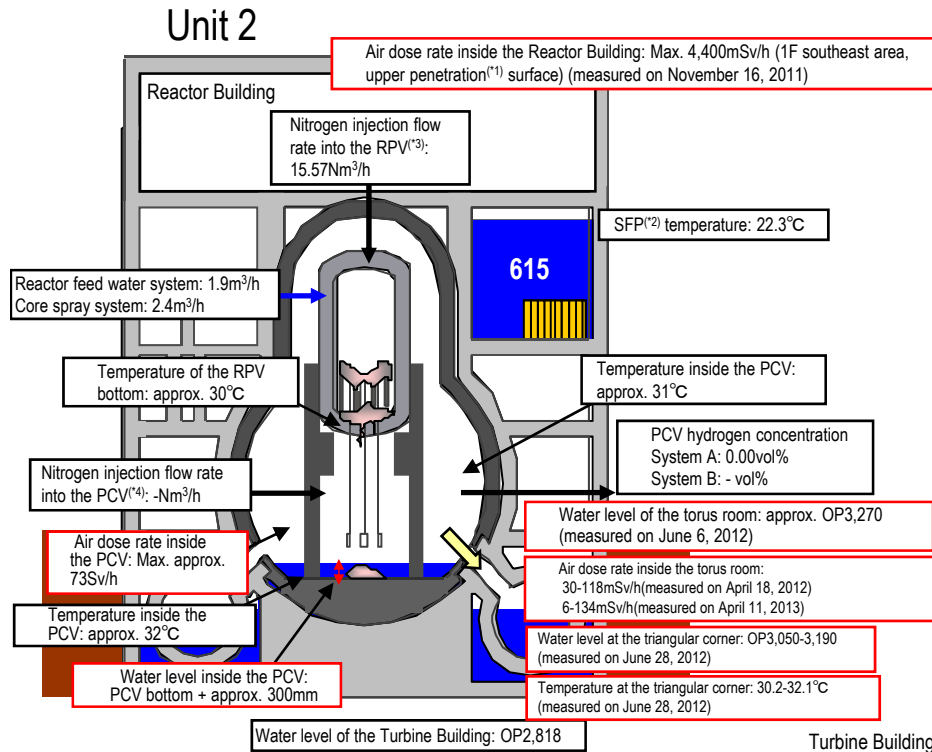 Unit 2
Air dose rate inside the Reactor Building: Max. 4,400mSv/h (1F southeast area,
upper penetration(*1) surface) (measured on November 16, 2011)
Reactor Building
Nitrogen injection flow
rate into the RPV(*3):
15.57Nm3/h
SFP(*2) temperature: 22.3℃
615
Reactor feed water system: 1.9m3/h
Core spray system: 2.4m3/h
Temperature of the RPV
bottom: approx. 30℃
Temperature inside the PCV:
approx. 31℃
PCV hydrogen concentration
System A: 0.00vol%
System B: - vol%
Nitrogen injection flow rate
into the PCV(*4): -Nm3/h
Water level of the torus room: approx. OP3,270
(measured on June 6, 2012)
Air dose rate inside
the PCV: Max. approx.
73Sv/h
Air dose rate inside the torus room:
30-118mSv/h(measured on April 18, 2012)
6-134mSv/h(measured on April 11, 2013)
Temperature inside the
PCV: approx. 32℃
Water level at the triangular corner: OP3,050-3,190
(measured on June 28, 2012)
Water level inside the PCV:
PCV bottom + approx. 300mm
Temperature at the triangular corner: 30.2-32.1℃
(measured on June 28, 2012)
Water level of the Turbine Building: OP2,818
Turbine Building